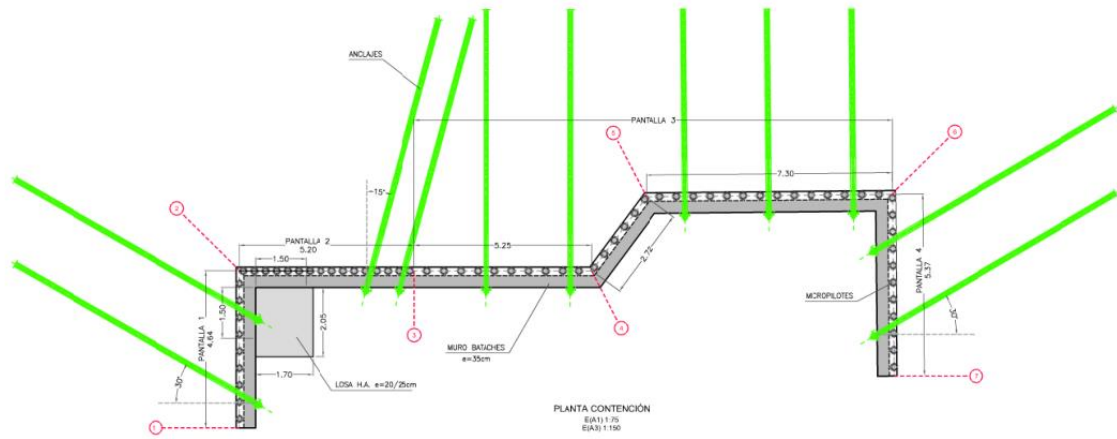 ANCLAJES
PANTALLA 3
5
6
7.30
15°
2
PANTALLA 2
5.20
5.25
1.50
2.72
PANTALLA 4
5.37
MICROPILOTES
1.50
2.05
PANTALLA 1
4.64
3
4
30°
MURO BATACHES
e=35cm
1.70
LOSA H.A. e=20/25cm
30°
7
1
PLANTA CONTENCIÓN
E(A1) 1:75
E(A3) 1:150